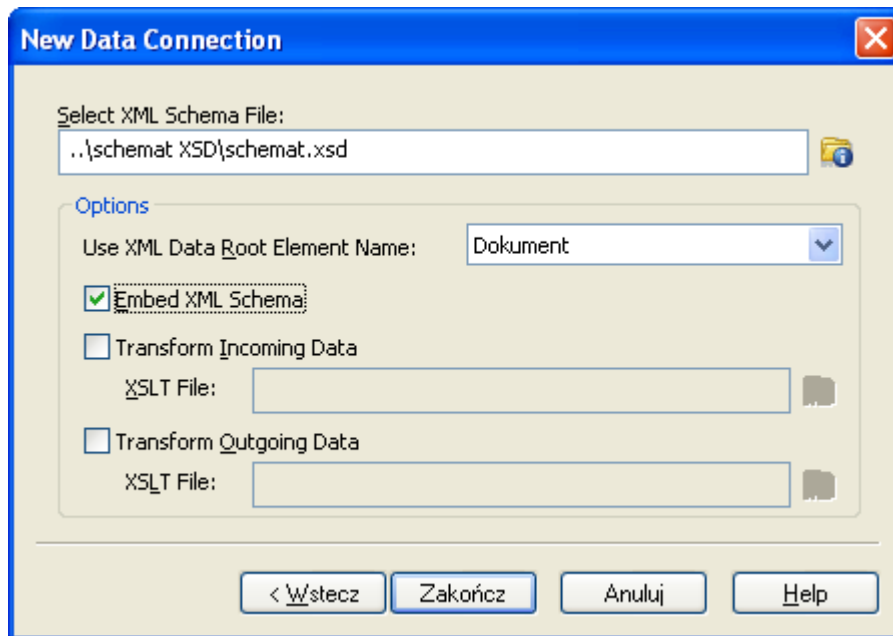 New Data Connection
Select XML Schema File:
..\schemat XSD\schemat.xsd
Options
Use XML Data Root Element Name: Dokument
Embed XML Schema
Transform Incoming Data
XSLT File:
Transform Outgoing Data
XSLT File:
< Wstecz Zakończ Anuluj Help